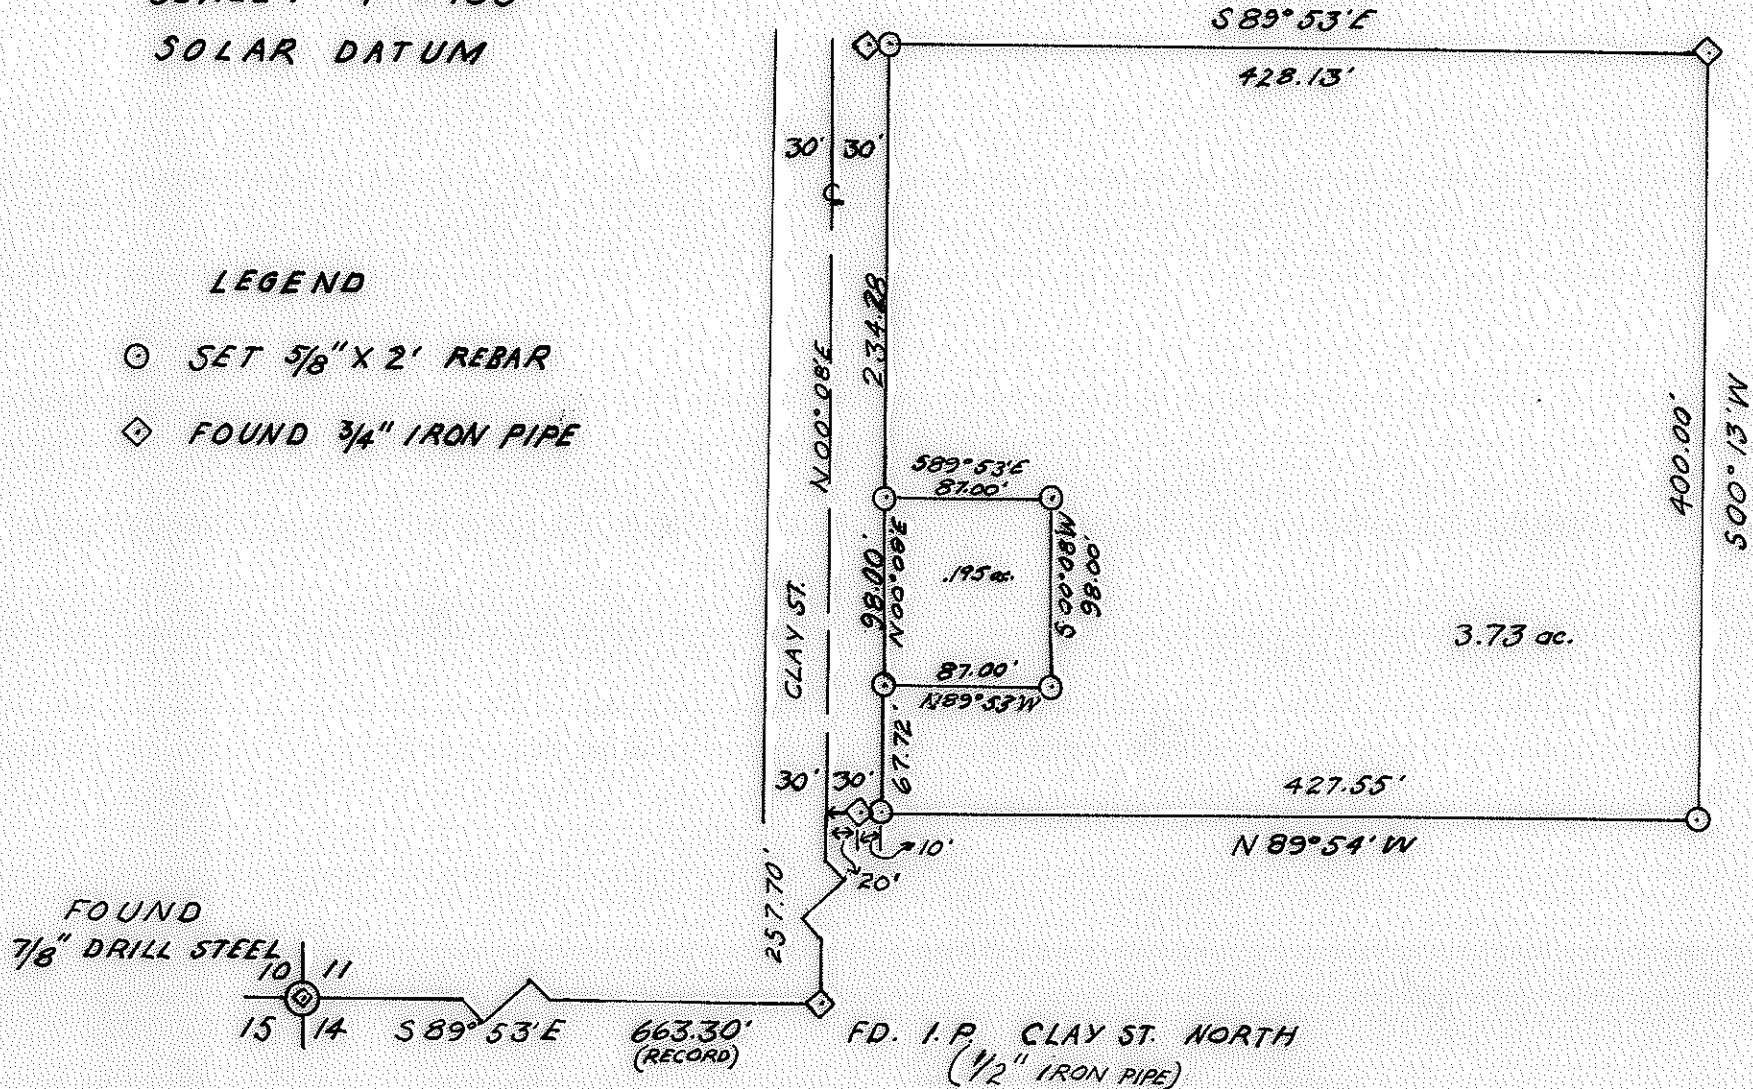 SOLAR DATUM
S 89° 53' E
428.13'
30' 30'
℄
LEGEND
SET 5/8" X 2' REBAR
FOUND 3/4" IRON PIPE
N 00° 08' E
234.28
S 00° 13' W
400.00'
S89° 53'E
87.00'
98.00'
N00° 08'E
.195 ac.
S 00° 08' W
98.00'
87.00'
N89° 53'W
CLAY ST.
3.73 ac.
67.72'
30' 30'
427.55'
N 89° 54' W
10'
20'
257.70'
FOUND
7/8" DRILL STEEL
10 11
15 14
S 89° 53' E
663.30'
(RECORD)
FD. I.P. CLAY ST. NORTH
(1/2" IRON PIPE)